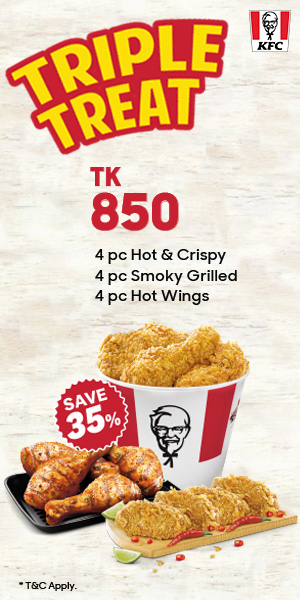 TRIPLE
TREAT
KFC
TK
850
4 pc Hot & Crispy
4 pc Smoky Grilled
4 pc Hot Wings
SAVE
35%
* T&C Apply.